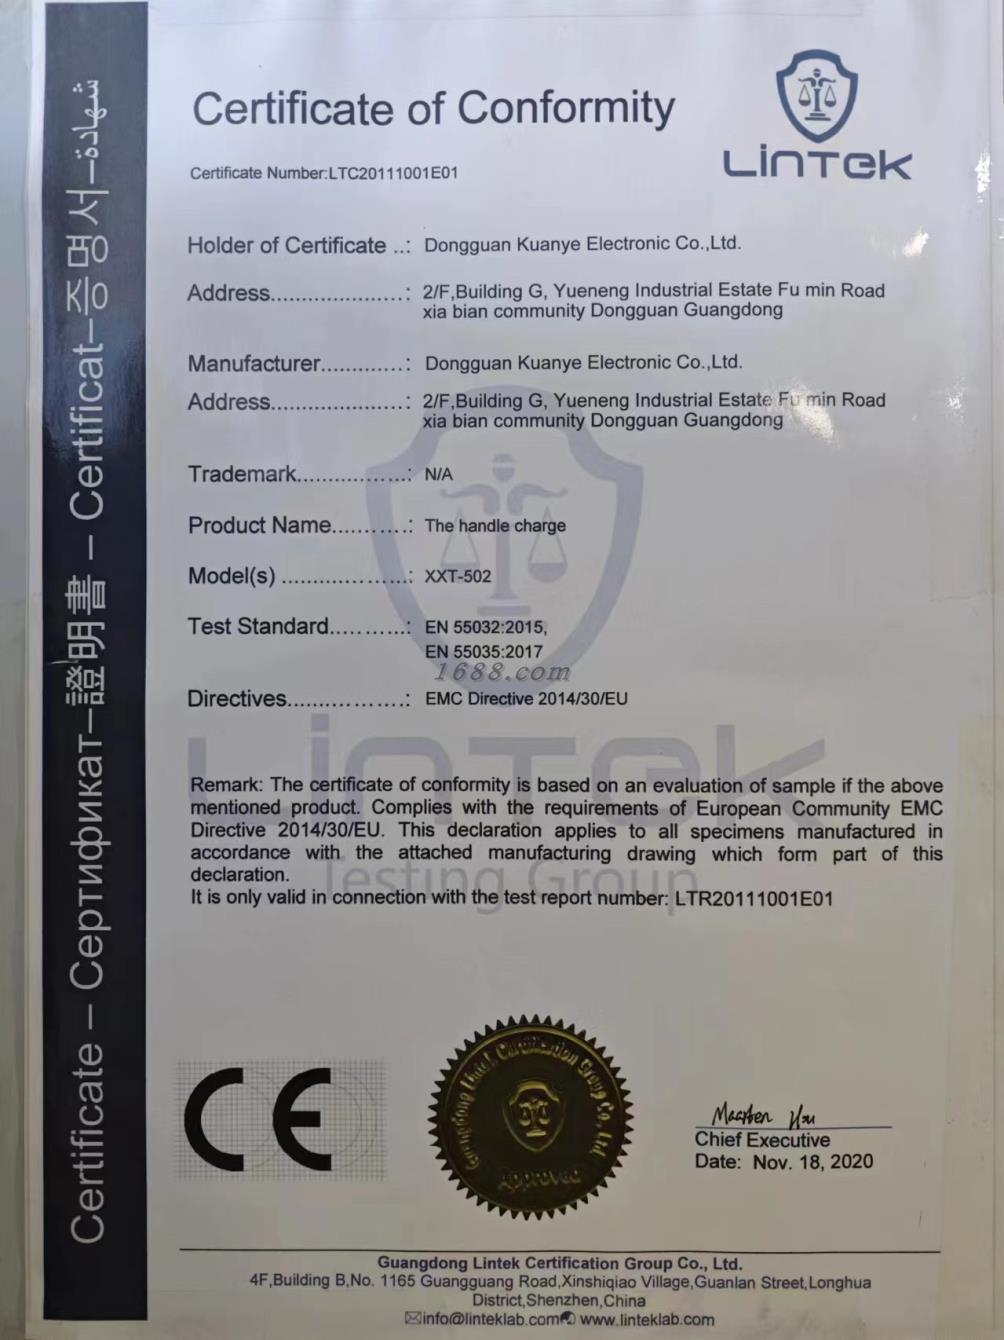 Certificate – Сертификат–證明書 – Certificat–증명서–شهادة
Certificate of Conformity
LINTEK
Certificate Number:LTC20111001E01
Holder of Certificate ..: Dongguan Kuanye Electronic Co.,Ltd.
Address......................: 2/F,Building G, Yueneng Industrial Estate Fu min Road
xia bian community Dongguan Guangdong
Manufacturer..............: Dongguan Kuanye Electronic Co.,Ltd.
Address......................: 2/F,Building G, Yueneng Industrial Estate Fu min Road
xia bian community Dongguan Guangdong
Trademark..................: N/A
Product Name............: The handle charge
Model(s) ....................: XXT-502
Test Standard............: EN 55032:2015,
EN 55035:2017
1688.com
Directives...................: EMC Directive 2014/30/EU
Lintek
Remark: The certificate of conformity is based on an evaluation of sample if the above
mentioned product. Complies with the requirements of European Community EMC
Directive 2014/30/EU. This declaration applies to all specimens manufactured in
accordance with the attached manufacturing drawing which form part of this
declaration.
Testing Group
It is only valid in connection with the test report number: LTR20111001E01
CE
Guangdong Lintek Certification Group Co., Ltd.
Approved
Maarten Hsu
Chief Executive
Date: Nov. 18, 2020
Guangdong Lintek Certification Group Co., Ltd.
4F,Building B,No. 1165 Guangguang Road,Xinshiqiao Village,Guanlan Street,Longhua
District,Shenzhen,China
info@linteklab.com www.linteklab.com